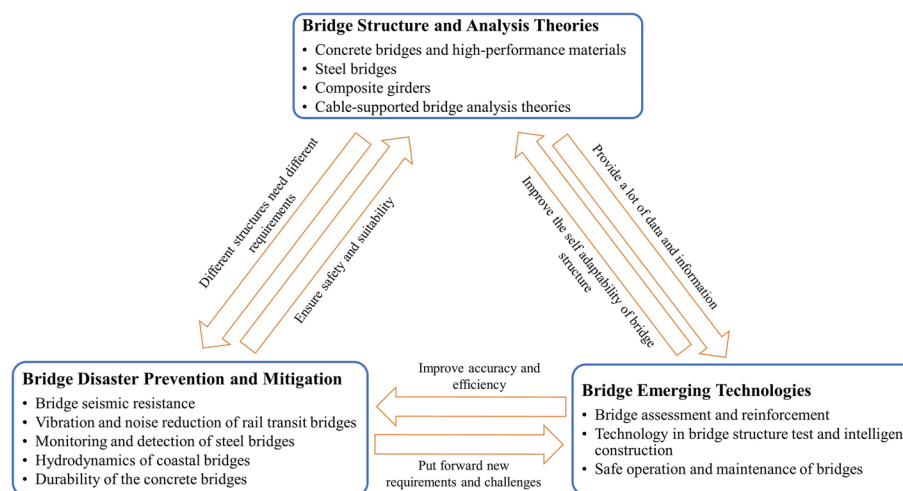 Bridge Structure and Analysis Theories
• Concrete bridges and high-performance materials
• Steel bridges
• Composite girders
• Cable-supported bridge analysis theories
Different structures need different
requirements
Ensure safety and suitability
Improve the self adaptability of bridge
structure
Provide a lot of data and information
Bridge Disaster Prevention and Mitigation
• Bridge seismic resistance
• Vibration and noise reduction of rail transit bridges
• Monitoring and detection of steel bridges
• Hydrodynamics of coastal bridges
• Durability of the concrete bridges
Improve accuracy and
efficiency
Put forward new
requirements and challenges
Bridge Emerging Technologies
• Bridge assessment and reinforcement
• Technology in bridge structure test and intelligen
construction
• Safe operation and maintenance of bridges